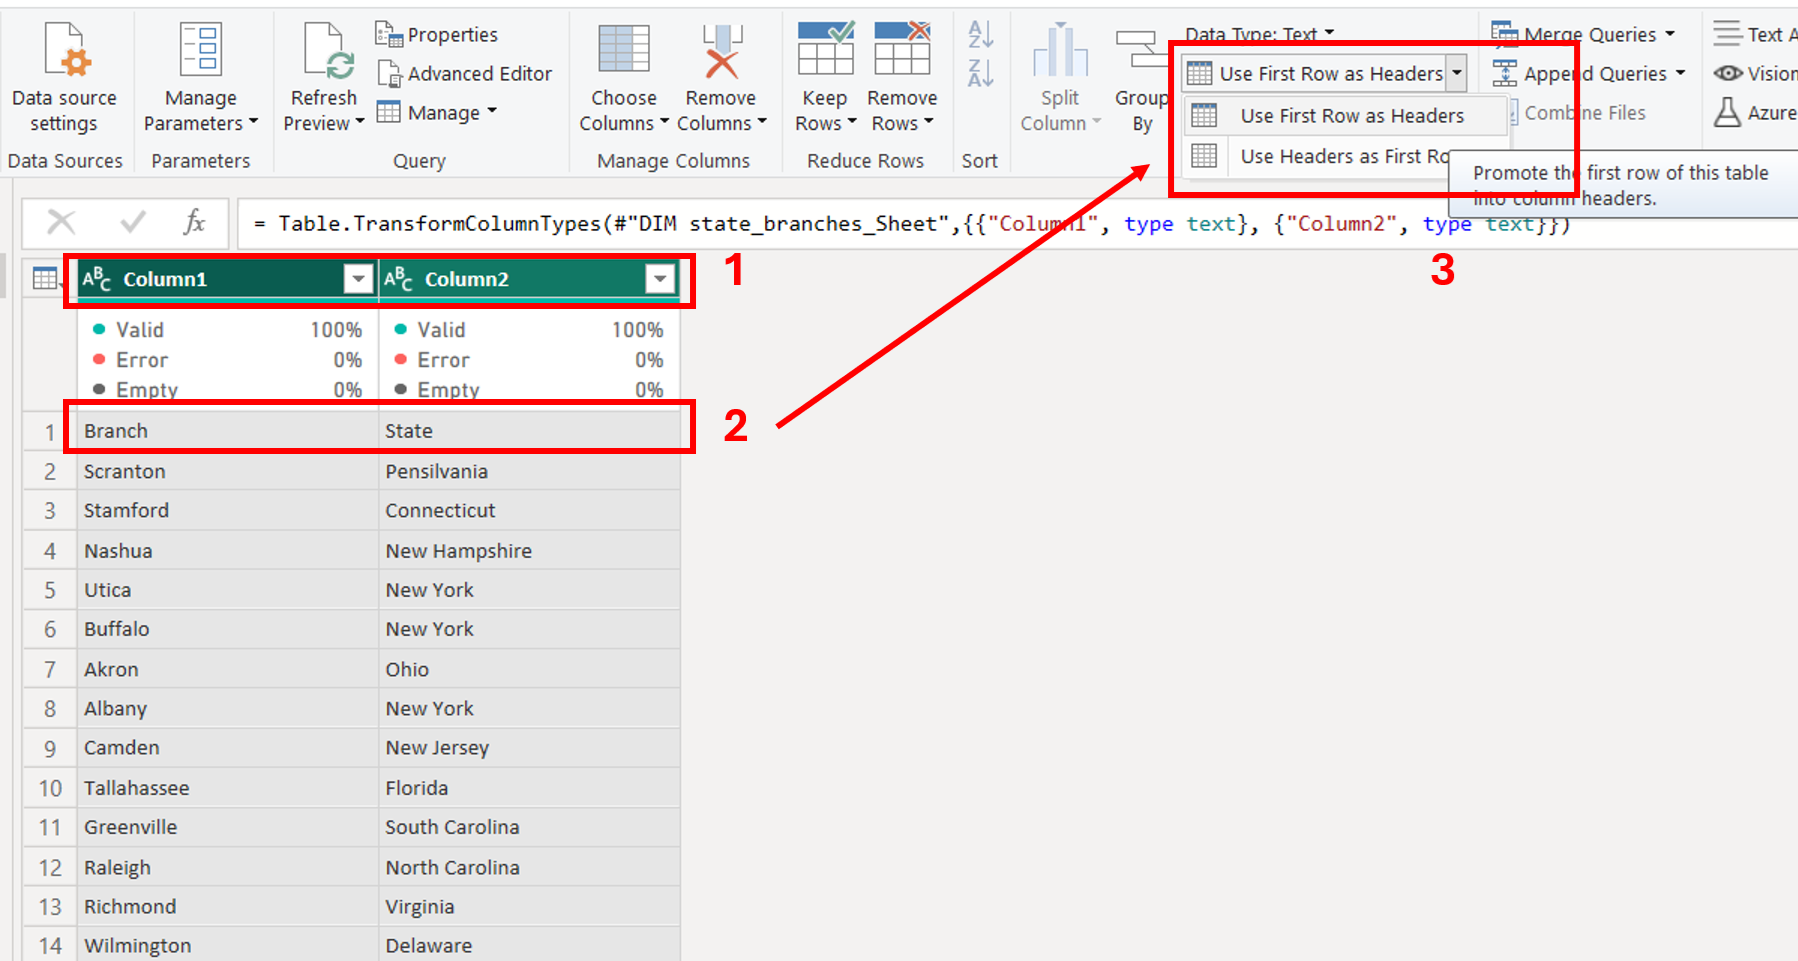 Data source settings
Data Sources
Manage Parameters
Parameters
Refresh Preview
Properties
Advanced Editor
Manage
Query
Choose Columns
Remove Columns
Manage Columns
Keep Rows
Remove Rows
Reduce Rows
A
Z
Z
A
Sort
Split Column
Group By
Data Type: Text
Use First Row as Headers
Use First Row as Headers
Use Headers as First Ro
Merge Queries
Append Queries
Combine Files
Text A
Vision
Azure
Promote the first row of this table
into column headers.
fx
= Table.TransformColumnTypes(#"DIM state_branches_Sheet",{{"Column1", type text}, {"Column2", type text}})
1
3
ABC Column1 ABC Column2
Valid 100% Valid 100%
Error 0% Error 0%
Empty 0% Empty 0%
2
1 Branch State
2 Scranton Pensilvania
3 Stamford Connecticut
4 Nashua New Hampshire
5 Utica New York
6 Buffalo New York
7 Akron Ohio
8 Albany New York
9 Camden New Jersey
10 Tallahassee Florida
11 Greenville South Carolina
12 Raleigh North Carolina
13 Richmond Virginia
14 Wilmington Delaware